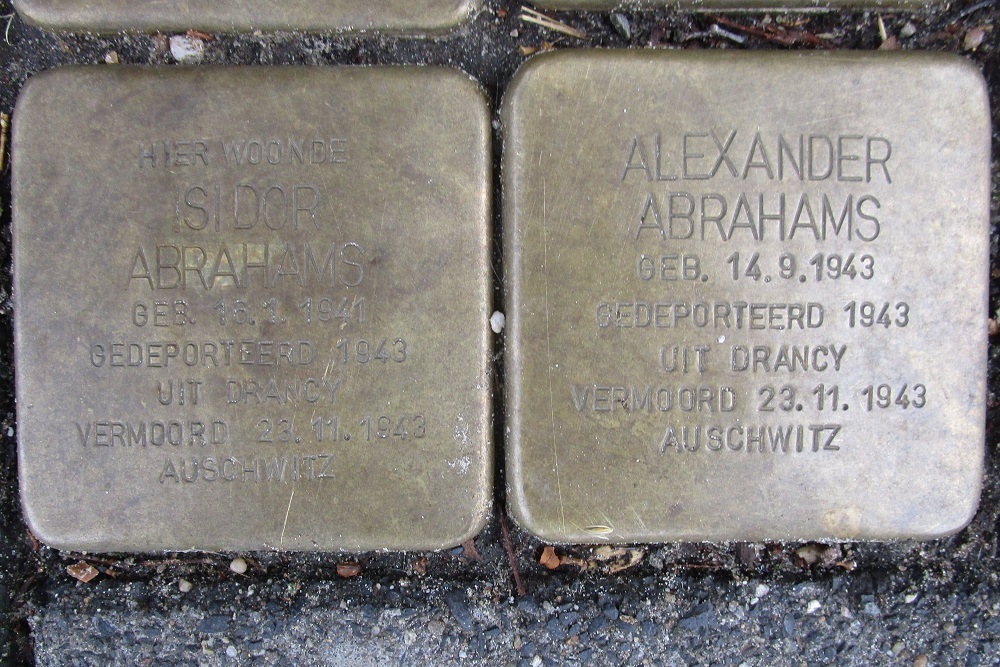 HIER WOONDE
ISIDOR
ABRAHAMS
GEB. 16.1.1941
GEDEPORTEERD 1943
UIT DRANCY
VERMOORD 23.11.1943
AUSCHWITZ
ALEXANDER
ABRAHAMS
GEB. 14.9.1943
GEDEPORTEERD 1943
UIT DRANCY
VERMOORD 23.11.1943
AUSCHWITZ